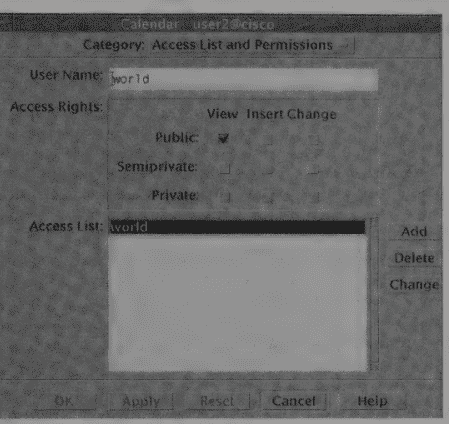 Calendar user2@cisco
Category: Access List and Permissions
User Name: world
Access Rights:
View Insert Change
Public:
Semiprivate:
Private:
Access List: world
Add
Delete
Change
OK Apply Reset Cancel Help